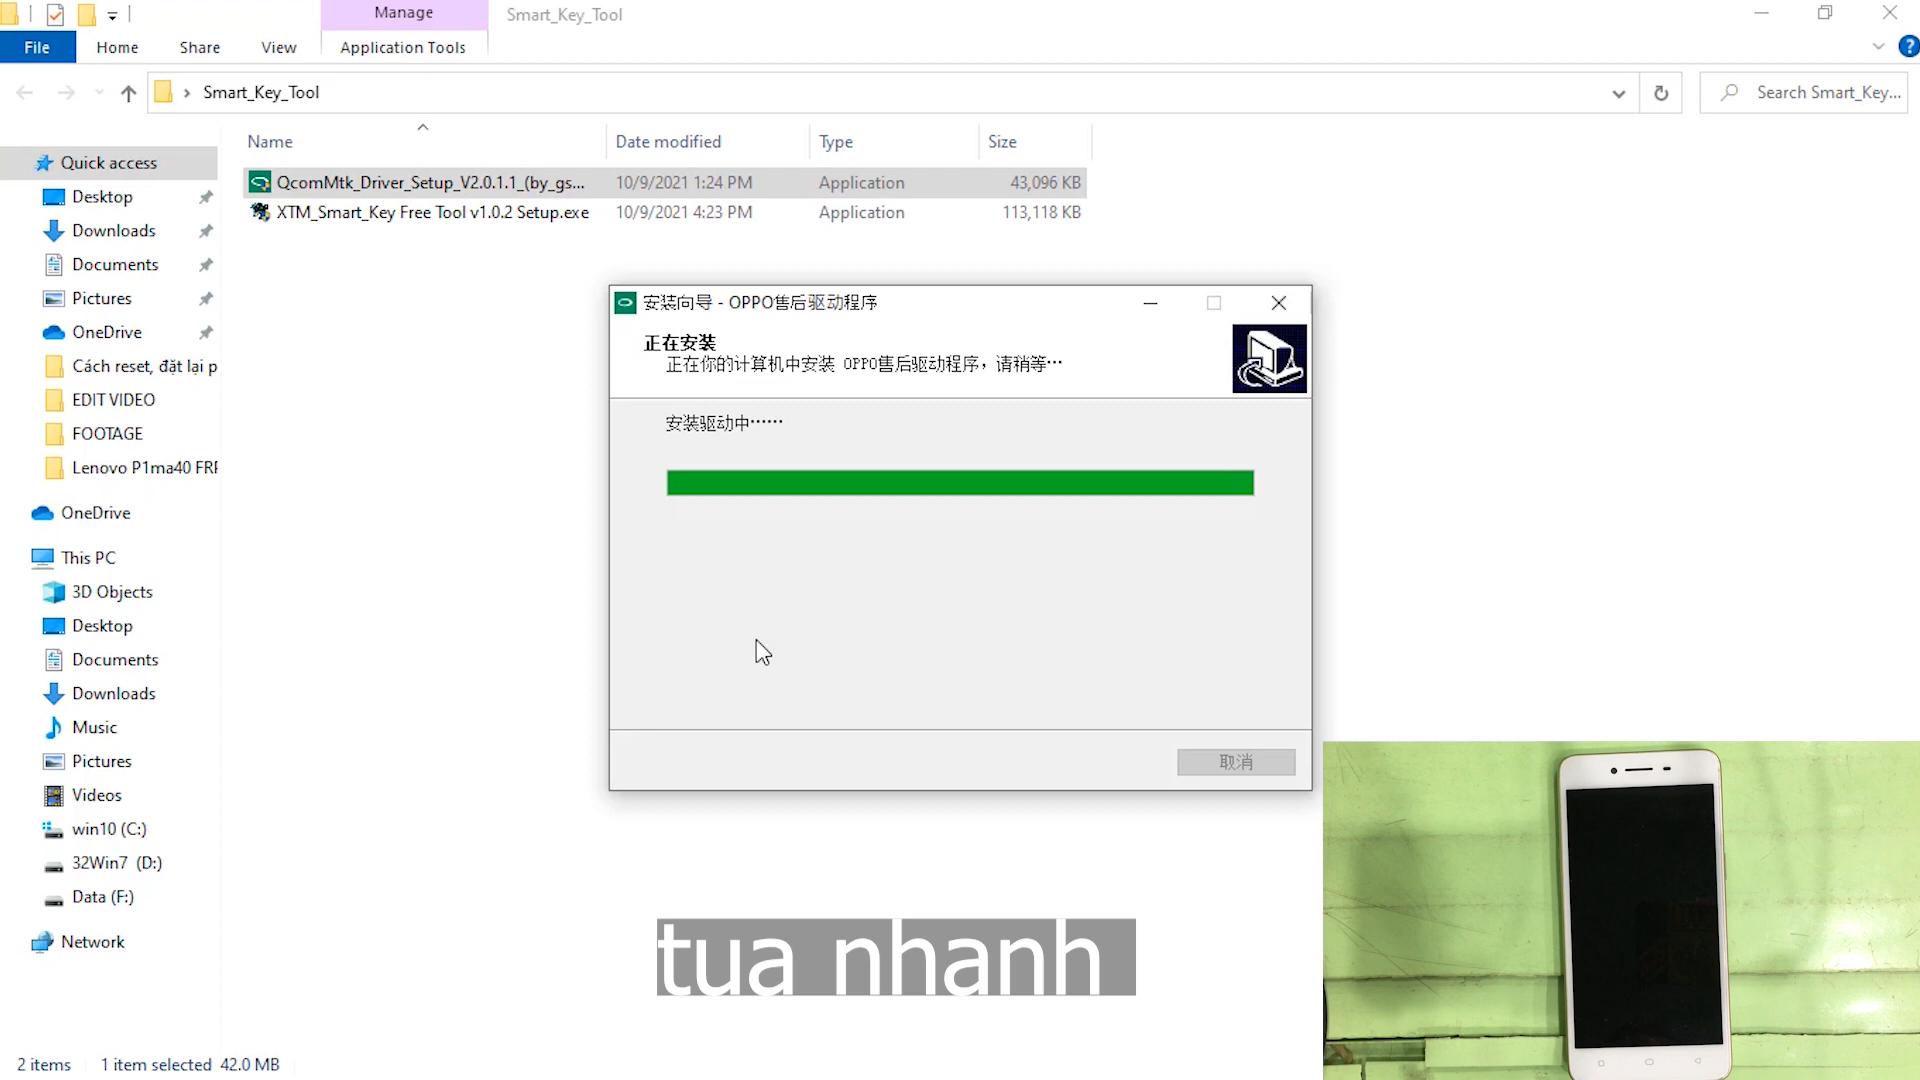 Manage
Smart_Key_Tool
File
Home
Share
View
Application Tools
Smart_Key_Tool
Search Smart_Key...
Name
Date modified
Type
Size
QcomMtk_Driver_Setup_V2.0.1.1_(by_gs...
10/9/2021 1:24 PM
Application
43,096 KB
XTM_Smart_Key Free Tool v1.0.2 Setup.exe
10/9/2021 4:23 PM
Application
113,118 KB
Quick access
Desktop
Downloads
Documents
Pictures
OneDrive
Cách reset, đặt lại p
EDIT VIDEO
FOOTAGE
Lenovo P1ma40 FRP
OneDrive
This PC
3D Objects
Desktop
Documents
Downloads
Music
Pictures
Videos
win10 (C:)
32Win7 (D:)
Data (F:)
Network
安装向导 - OPPO售后驱动程序
正在安装
正在你的计算机中安装 OPPO售后驱动程序，请稍等…
安装驱动中……
取消
tua nhanh
2 items
1 item selected 42.0 MB